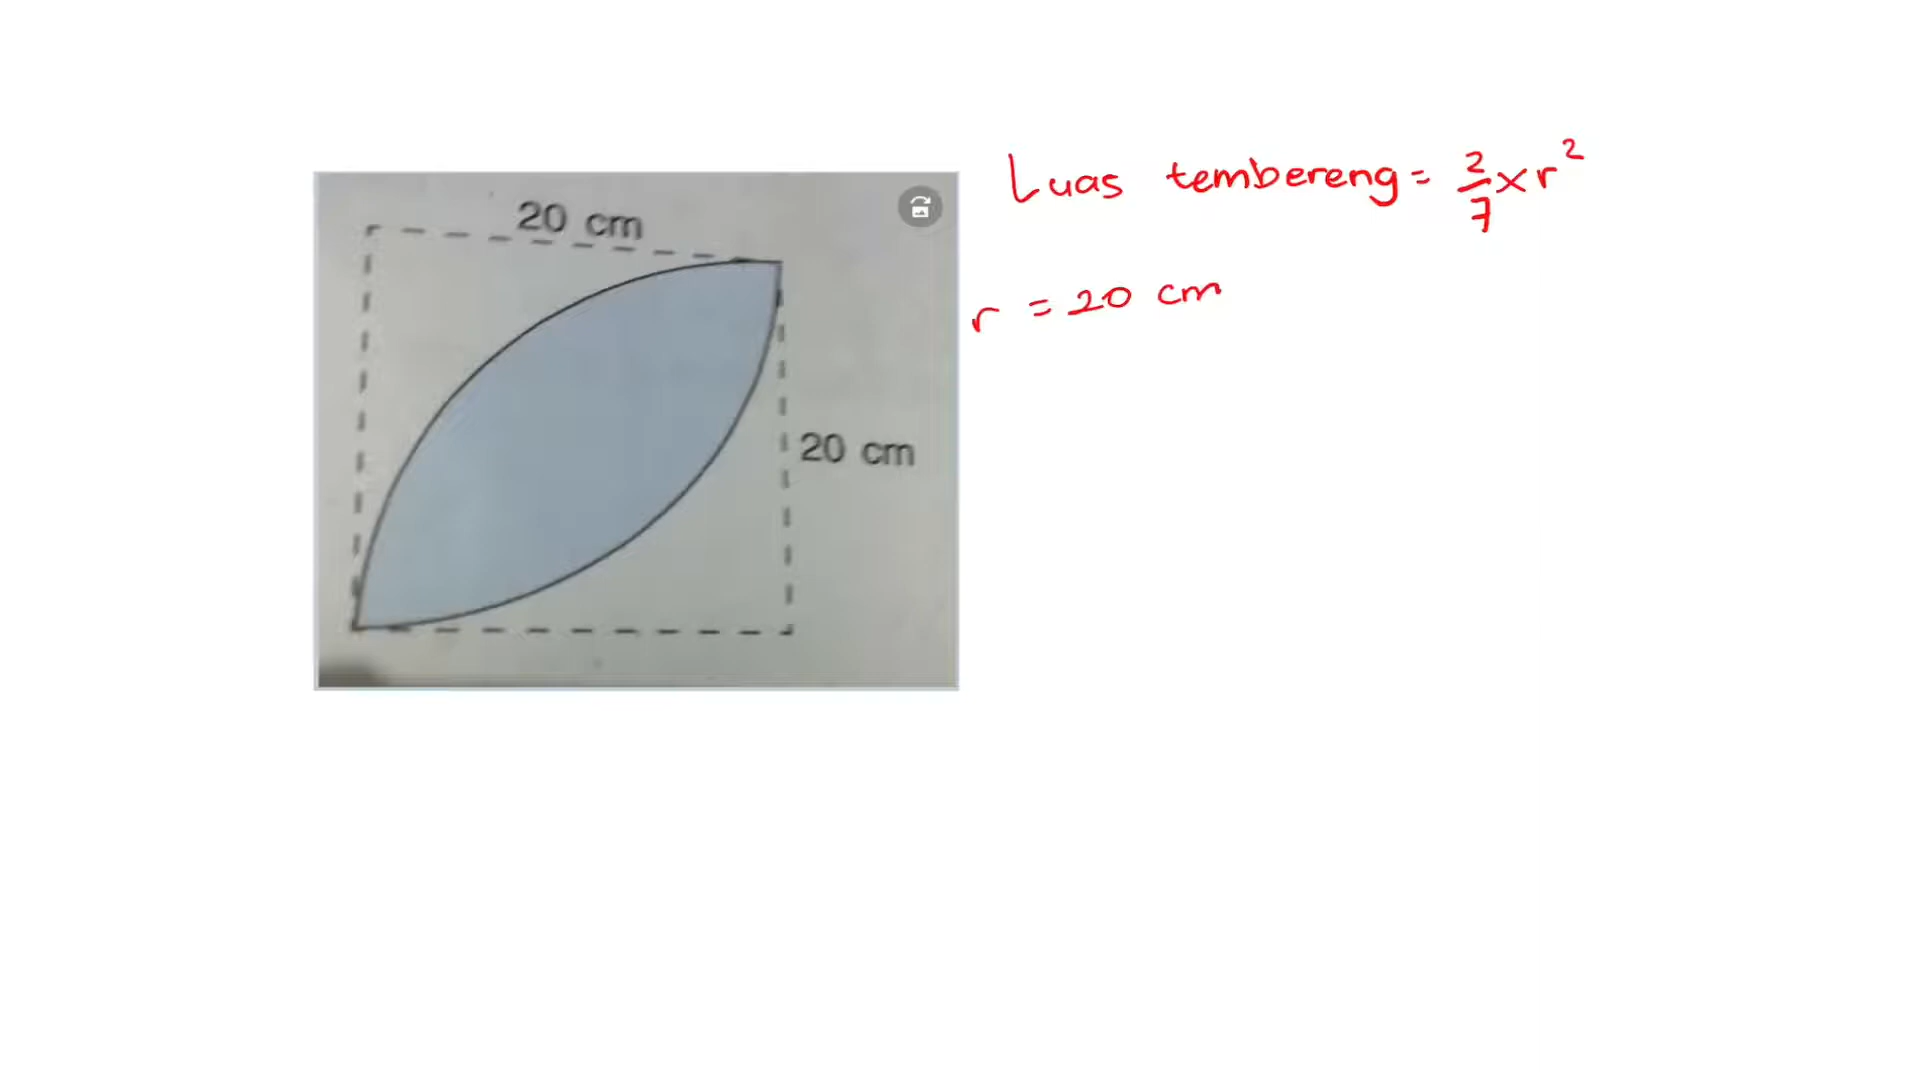 20 cm
20 cm
Luas tembereng = 2/7 × r²
r = 20 cm